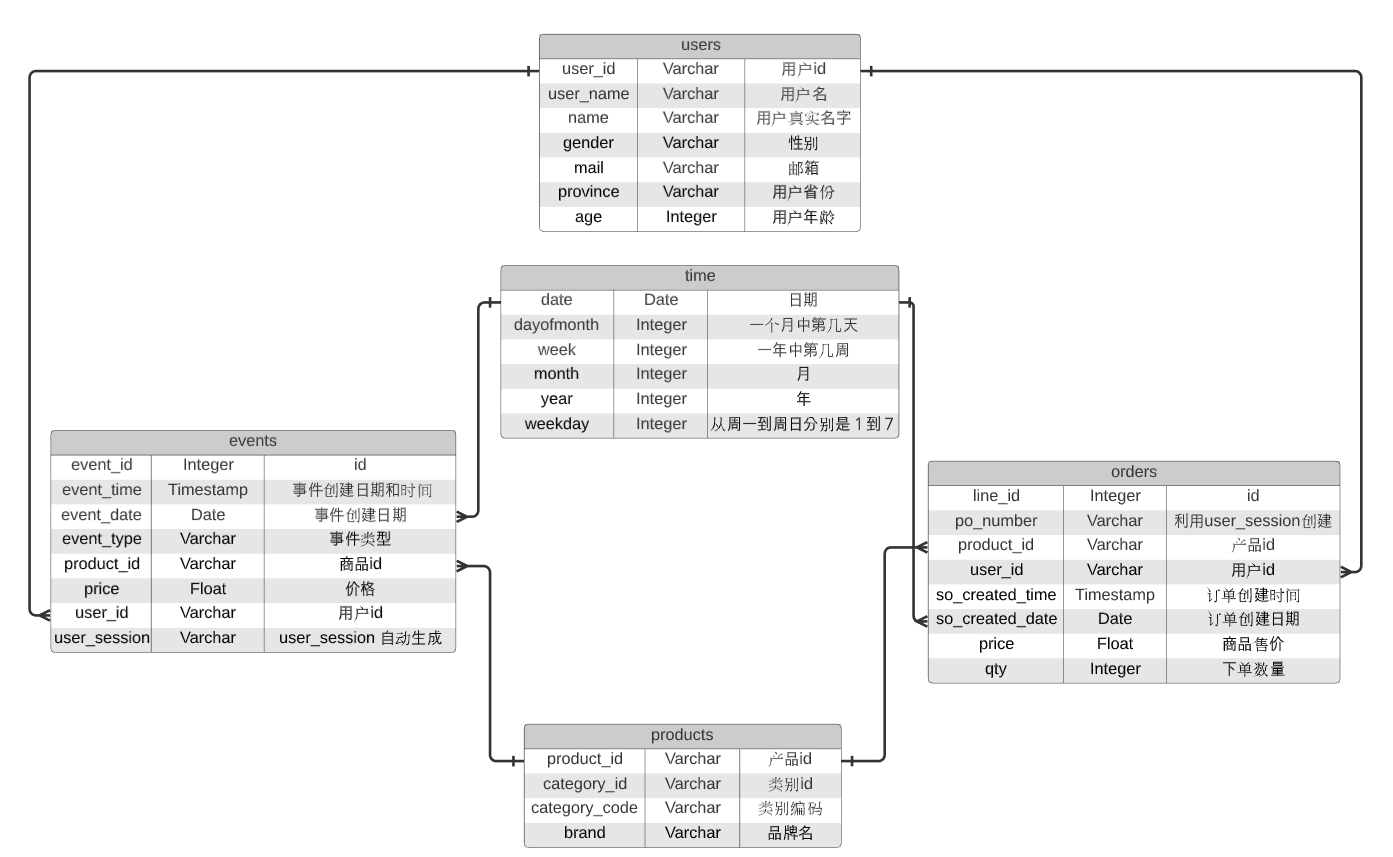 users
user_id Varchar 用户id
user_name Varchar 用户名
name Varchar 用户真实名字
gender Varchar 性别
mail Varchar 邮箱
province Varchar 用户省份
age Integer 用户年龄
time
date Date 日期
dayofmonth Integer 一个月中第几天
week Integer 一年中第几周
month Integer 月
year Integer 年
weekday Integer 从周一到周日分别是1到7
events
event_id Integer id
event_time Timestamp 事件创建日期和时间
event_date Date 事件创建日期
event_type Varchar 事件类型
product_id Varchar 商品id
price Float 价格
user_id Varchar 用户id
user_session Varchar user_session 自动生成
orders
line_id Integer id
po_number Varchar 利用user_session创建
product_id Varchar 产品id
user_id Varchar 用户id
so_created_time Timestamp 订单创建时间
so_created_date Date 订单创建日期
price Float 商品售价
qty Integer 下单数量
products
product_id Varchar 产品id
category_id Varchar 类别id
category_code Varchar 类别编码
brand Varchar 品牌名